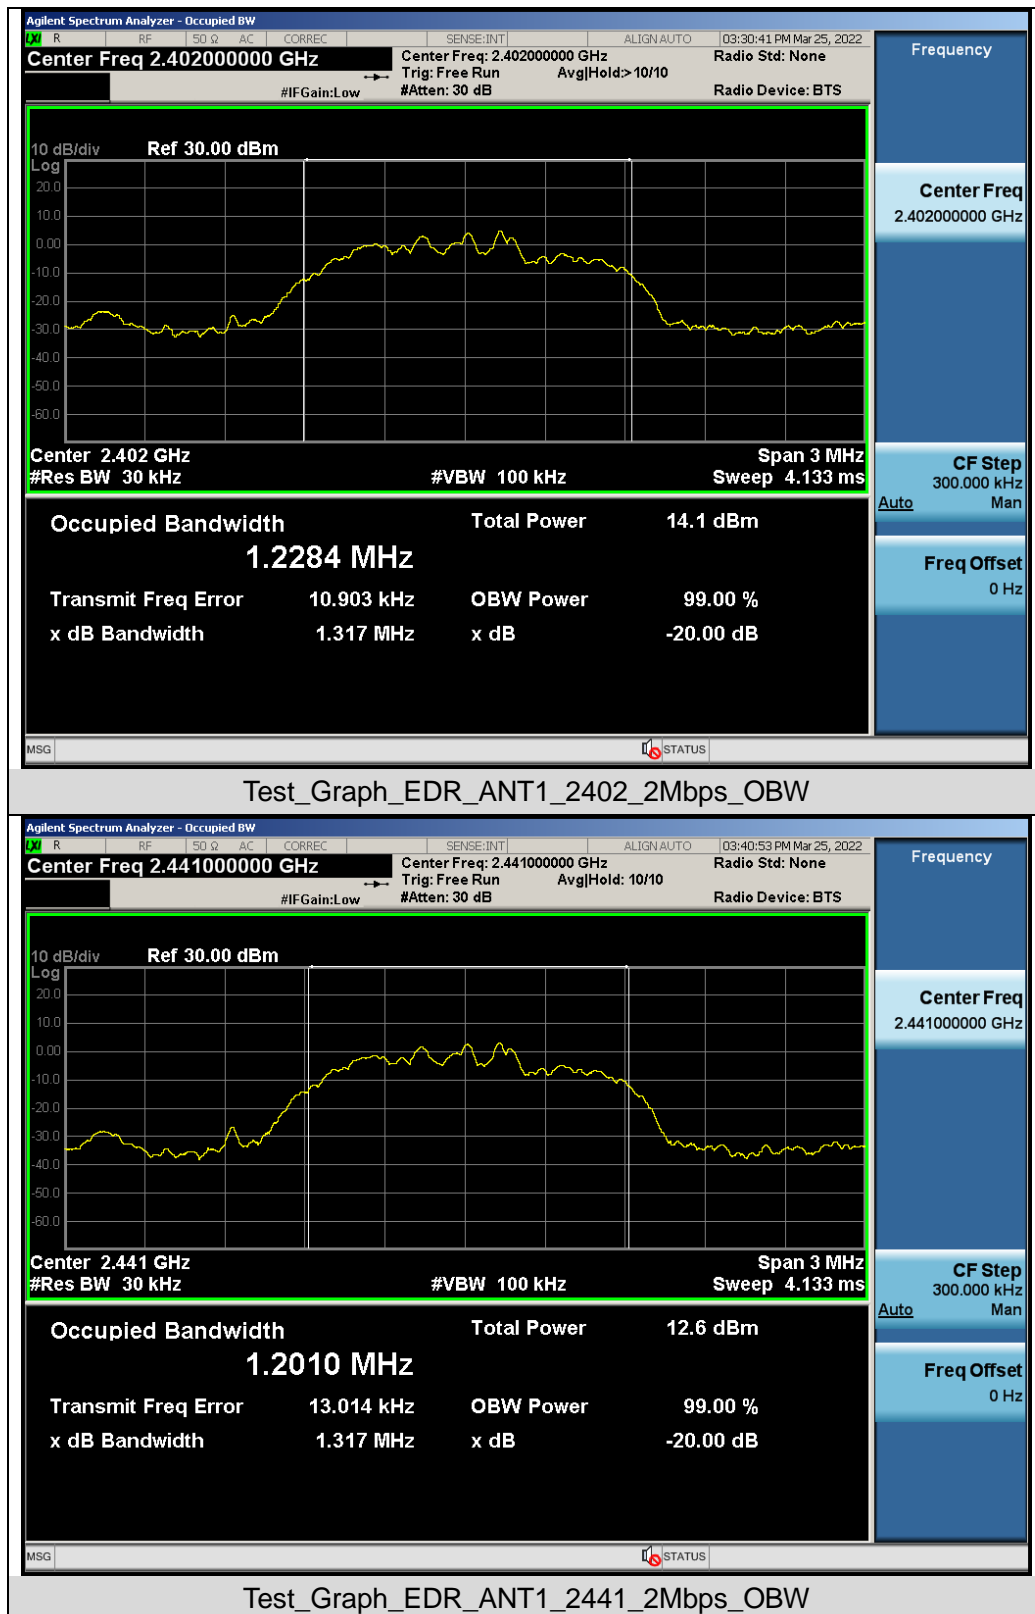 Agilent Spectrum Analyzer - Occupied BW
LXI R RF 50 Ω AC CORREC SENSE:INT ALIGN AUTO 03:30:41 PM Mar 25, 2022
Center Freq 2.402000000 GHz
Center Freq: 2.402000000 GHz
Radio Std: None
Trig: Free Run Avg|Hold:> 10/10
#IFGain:Low
#Atten: 30 dB
Radio Device: BTS
Frequency
10 dB/div Ref 30.00 dBm
Log
20.0
10.0
0.00
-10.0
-20.0
-30.0
-40.0
-50.0
-60.0
Center Freq
2.402000000 GHz
Center 2.402 GHz Span 3 MHz
#Res BW 30 kHz #VBW 100 kHz Sweep 4.133 ms
CF Step
300.000 kHz
Auto Man
Occupied Bandwidth Total Power 14.1 dBm
1.2284 MHz
Freq Offset
0 Hz
Transmit Freq Error 10.903 kHz OBW Power 99.00 %
x dB Bandwidth 1.317 MHz x dB -20.00 dB
MSG STATUS
Test_Graph_EDR_ANT1_2402_2Mbps_OBW
Agilent Spectrum Analyzer - Occupied BW
LXI R RF 50 Ω AC CORREC SENSE:INT ALIGN AUTO 03:40:53 PM Mar 25, 2022
Center Freq 2.441000000 GHz
Center Freq: 2.441000000 GHz
Radio Std: None
Trig: Free Run Avg|Hold: 10/10
#IFGain:Low
#Atten: 30 dB
Radio Device: BTS
Frequency
10 dB/div Ref 30.00 dBm
Log
20.0
10.0
0.00
-10.0
-20.0
-30.0
-40.0
-50.0
-60.0
Center Freq
2.441000000 GHz
Center 2.441 GHz Span 3 MHz
#Res BW 30 kHz #VBW 100 kHz Sweep 4.133 ms
CF Step
300.000 kHz
Auto Man
Occupied Bandwidth Total Power 12.6 dBm
1.2010 MHz
Freq Offset
0 Hz
Transmit Freq Error 13.014 kHz OBW Power 99.00 %
x dB Bandwidth 1.317 MHz x dB -20.00 dB
MSG STATUS
Test_Graph_EDR_ANT1_2441_2Mbps_OBW